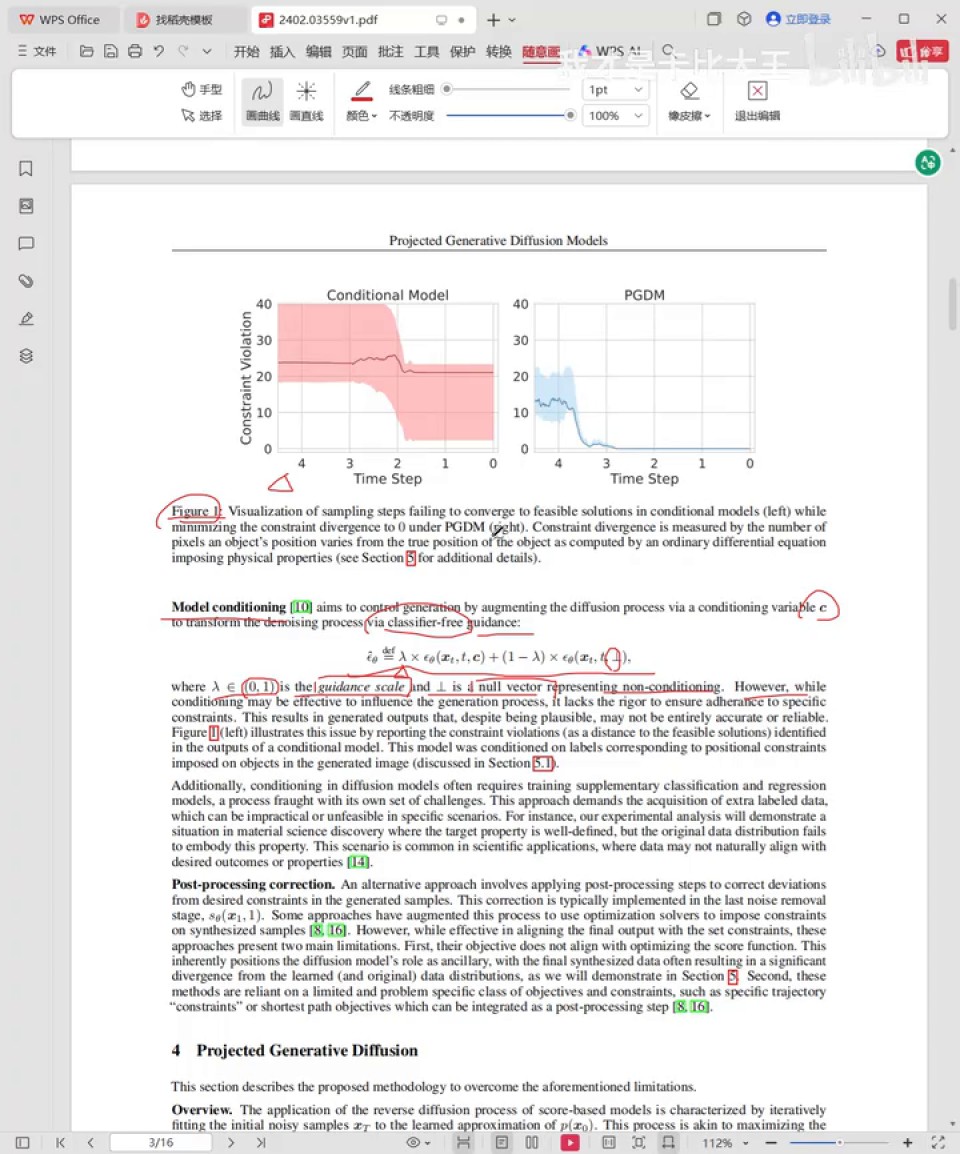 WPS Office
找稻壳模板
2402.03559v1.pdf
立即登录
文件
开始 插入 编辑 页面 批注 工具 保护 转换 随意画 WPS AI
分享
我才是卡比大王 bilibili
手型 画曲线 画直线 颜色 线条粗细 1pt 橡皮擦 退出编辑
选择 不透明度 100%
Projected Generative Diffusion Models
Conditional Model
PGDM
Constraint Violation
40
30
20
10
0
4 3 2 1 0
Time Step
40
30
20
10
0
4 3 2 1 0
Time Step
Figure 1: Visualization of sampling steps failing to converge to feasible solutions in conditional models (left) while
minimizing the constraint divergence to 0 under PGDM (right). Constraint divergence is measured by the number of
pixels an object's position varies from the true position of the object as computed by an ordinary differential equation
imposing physical properties (see Section 5 for additional details).
Model conditioning [10] aims to control generation by augmenting the diffusion process via a conditioning variable c
to transform the denoising process via classifier-free guidance:
ϵ̂θ def= λ × ϵθ(xt, t, c) + (1 − λ) × ϵθ(xt, t, ⊥),
where λ ∈ (0, 1) is the guidance scale and ⊥ is a null vector representing non-conditioning. However, while
conditioning may be effective to influence the generation process, it lacks the rigor to ensure adherence to specific
constraints. This results in generated outputs that, despite being plausible, may not be entirely accurate or reliable.
Figure 1 (left) illustrates this issue by reporting the constraint violations (as a distance to the feasible solutions) identified
in the outputs of a conditional model. This model was conditioned on labels corresponding to positional constraints
imposed on objects in the generated image (discussed in Section 5.1).
Additionally, conditioning in diffusion models often requires training supplementary classification and regression
models, a process fraught with its own set of challenges. This approach demands the acquisition of extra labeled data,
which can be impractical or unfeasible in specific scenarios. For instance, our experimental analysis will demonstrate a
situation in material science discovery where the target property is well-defined, but the original data distribution fails
to embody this property. This scenario is common in scientific applications, where data may not naturally align with
desired outcomes or properties [14].
Post-processing correction. An alternative approach involves applying post-processing steps to correct deviations
from desired constraints in the generated samples. This correction is typically implemented in the last noise removal
stage, sθ(x1, 1). Some approaches have augmented this process to use optimization solvers to impose constraints
on synthesized samples [8, 16]. However, while effective in aligning the final output with the set constraints, these
approaches present two main limitations. First, their objective does not align with optimizing the score function. This
inherently positions the diffusion model's role as ancillary, with the final synthesized data often resulting in a significant
divergence from the learned (and original) data distributions, as we will demonstrate in Section 5. Second, these
methods are reliant on a limited and problem specific class of objectives and constraints, such as specific trajectory
“constraints” or shortest path objectives which can be integrated as a post-processing step [8, 16].
4 Projected Generative Diffusion
This section describes the proposed methodology to overcome the aforementioned limitations.
Overview. The application of the reverse diffusion process of score-based models is characterized by iteratively
fitting the initial noisy samples xT to the learned approximation of p(x0). This process is akin to maximizing the
3/16
112%